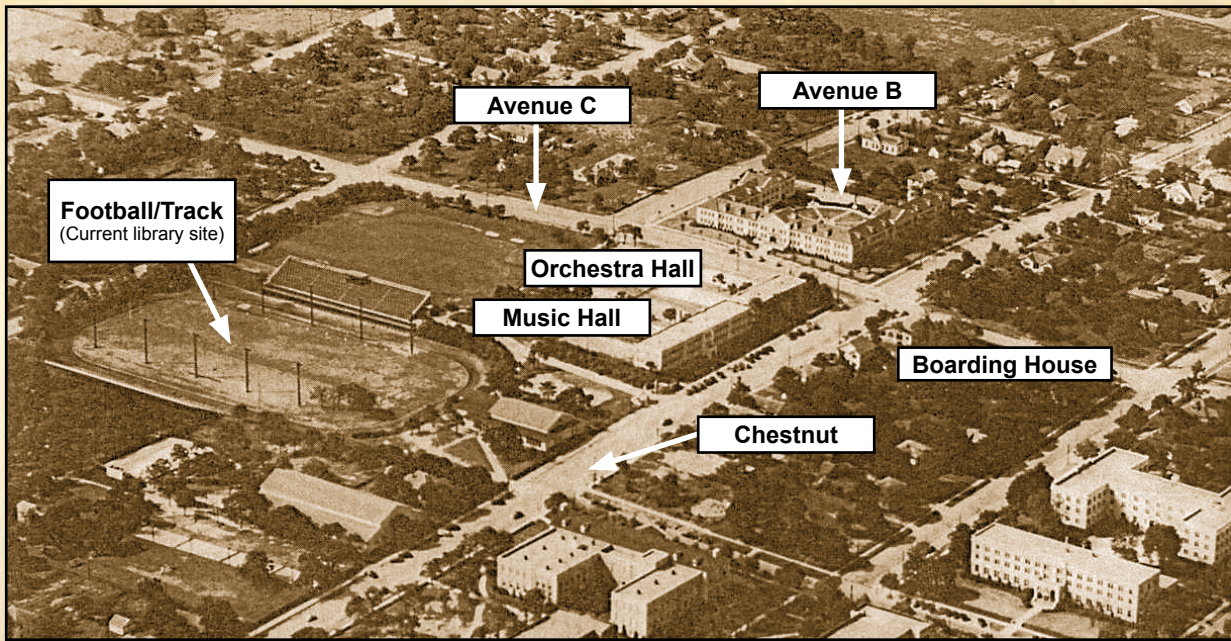 Avenue C
Avenue B
Football/Track
(Current library site)
Orchestra Hall
Music Hall
Boarding House
Chestnut